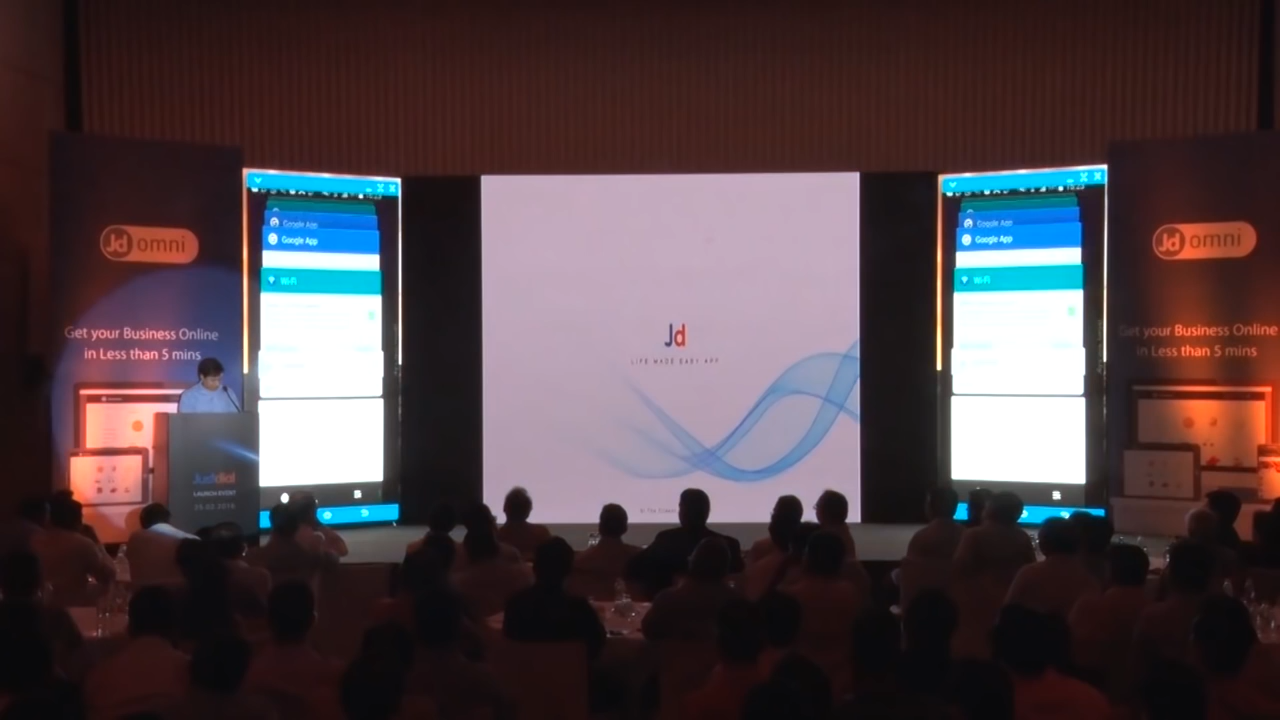 Jd omni
Get your Business Online
in Less than 5 mins
Justdial
LAUNCH EVENT
Google App
Google App
Wi-Fi
Jd
LIFE MADE EASY APP
Google App
Google App
Wi-Fi
Jd omni
Get your Business Online
in Less than 5 mins